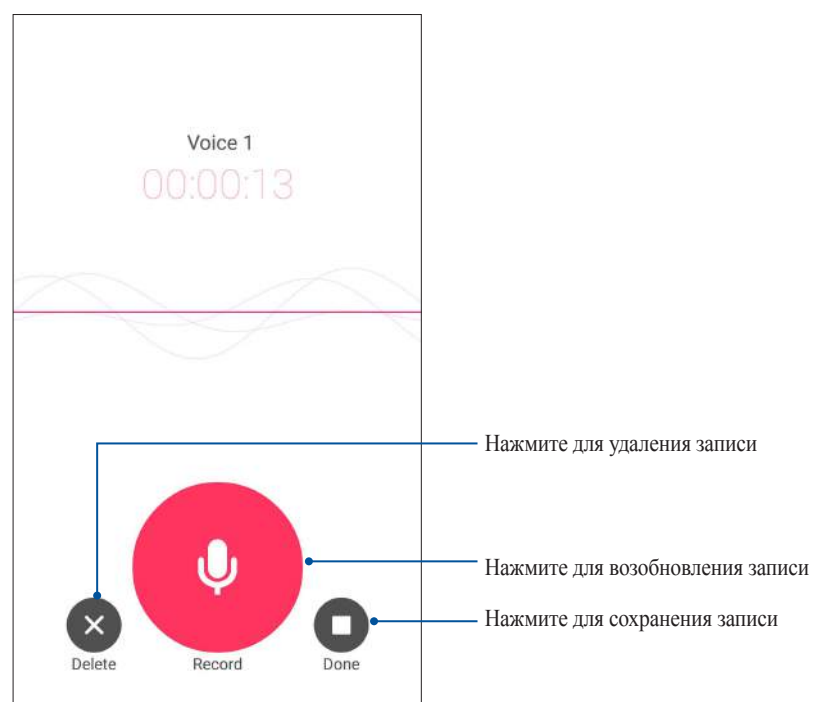 Voice 1
00:00:13
Нажмите для удаления записи
Нажмите для возобновления записи
Нажмите для сохранения записи
Delete
Record
Done